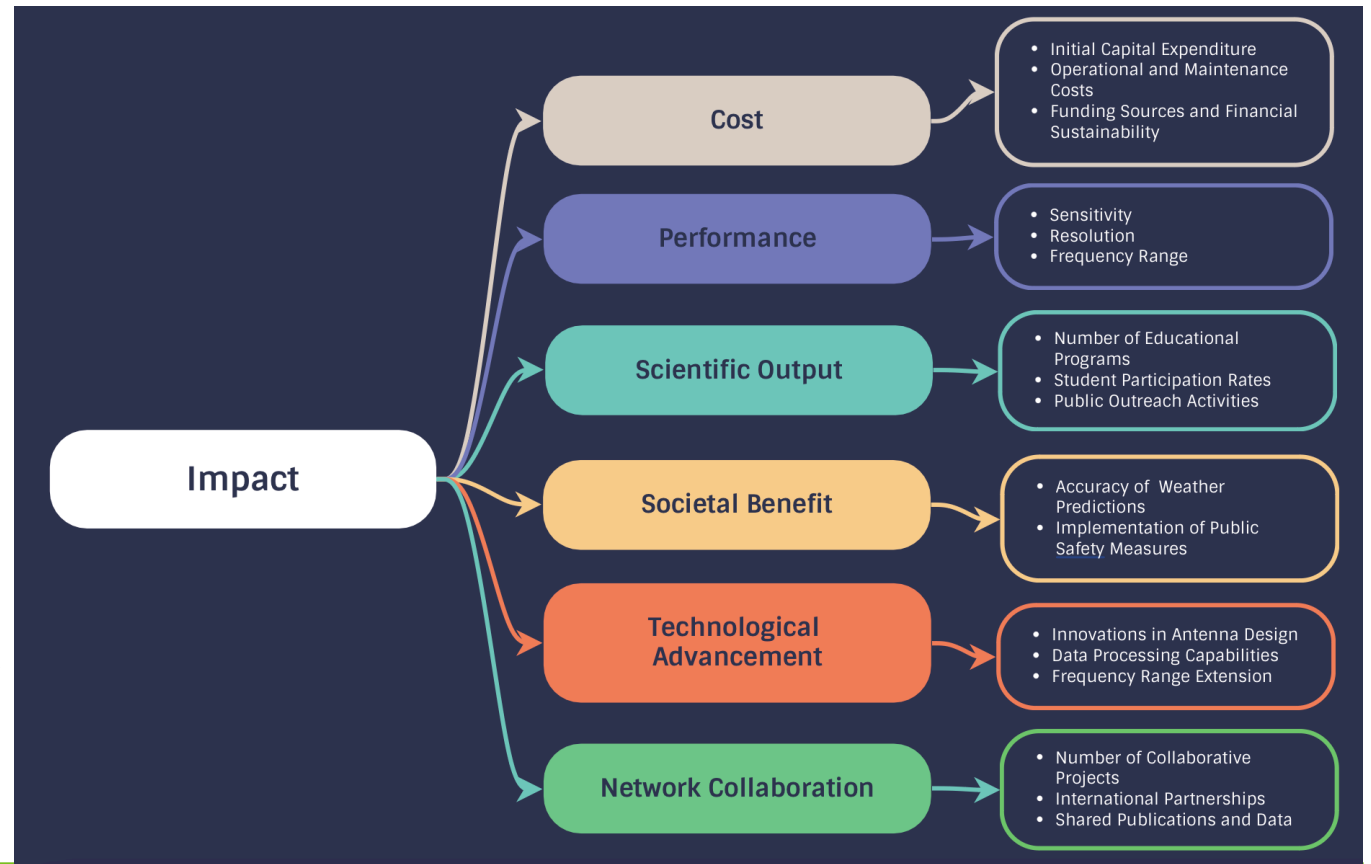 Impact
Cost
• Initial Capital Expenditure
• Operational and Maintenance
Costs
• Funding Sources and Financial
Sustainability
Performance
• Sensitivity
• Resolution
• Frequency Range
Scientific Output
• Number of Educational
Programs
• Student Participation Rates
• Public Outreach Activities
Societal Benefit
• Accuracy of Weather
Predictions
• Implementation of Public
Safety Measures
Technological
Advancement
• Innovations in Antenna Design
• Data Processing Capabilities
• Frequency Range Extension
Network Collaboration
• Number of Collaborative
Projects
• International Partnerships
• Shared Publications and Data